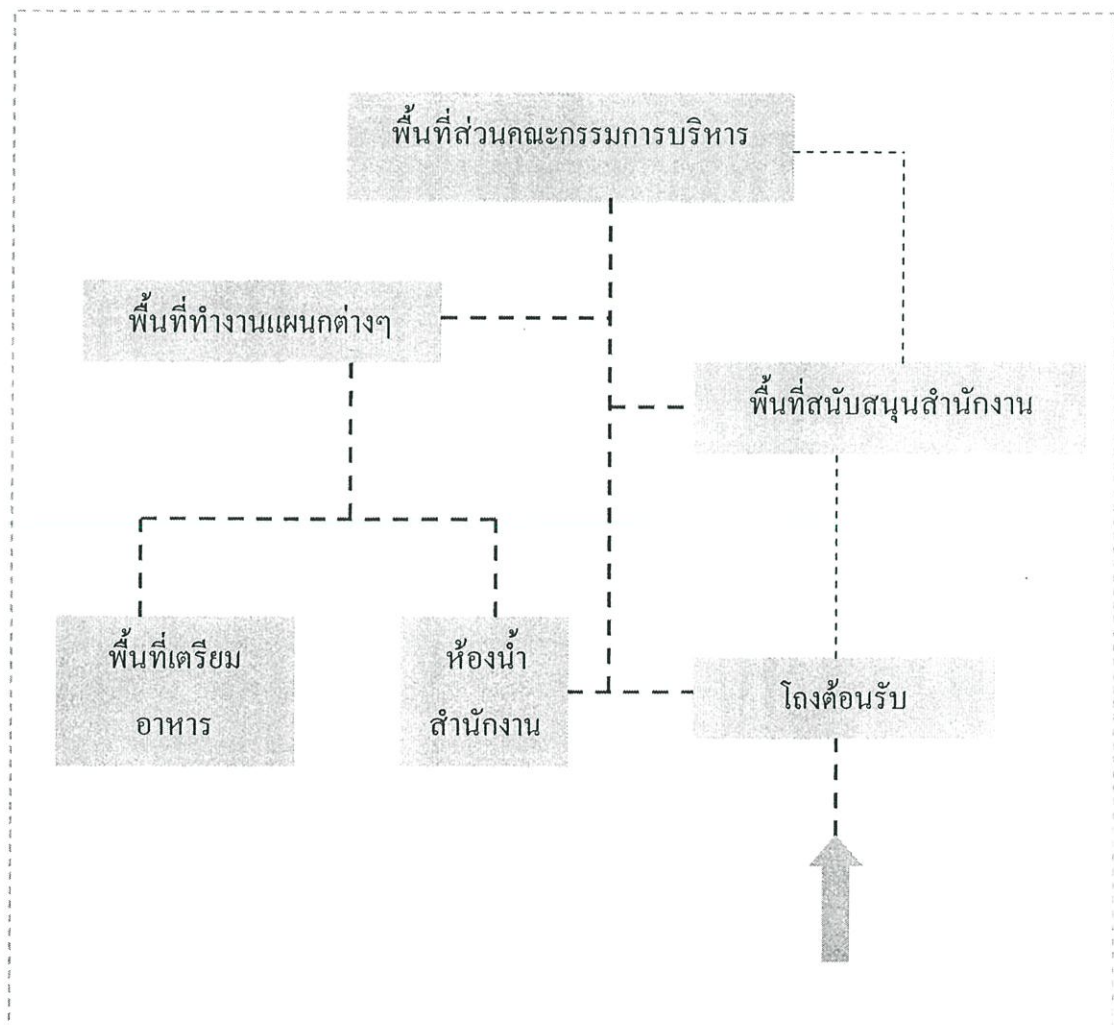 พื้นที่ส่วนคณะกรรมการบริหาร
พื้นที่ทำงานแผนกต่างๆ
พื้นที่สนับสนุนสำนักงาน
พื้นที่เตรียม
อาหาร
ห้องน้ำ
สำนักงาน
โถงต้อนรับ